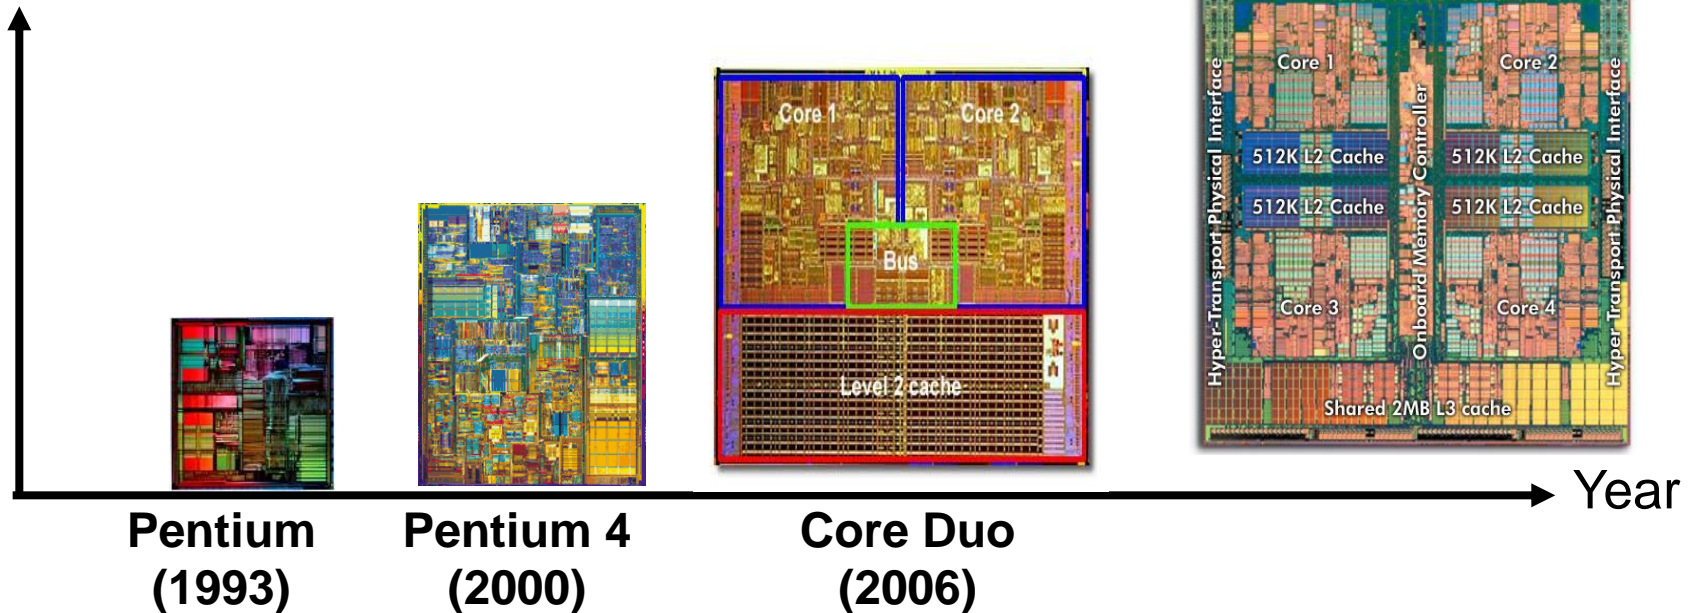 Core 1
Core 2
Bus
Level 2 cache
Core 1
Core 2
Hyper-Transport Physical Interface
512K L2 Cache
512K L2 Cache
Onboard Memory Controller
512K L2 Cache
512K L2 Cache
Hyper Transport Physical Interface
Core 3
Core 4
Shared 2MB L3 cache
Year
Pentium
(1993)
Pentium 4
(2000)
Core Duo
(2006)